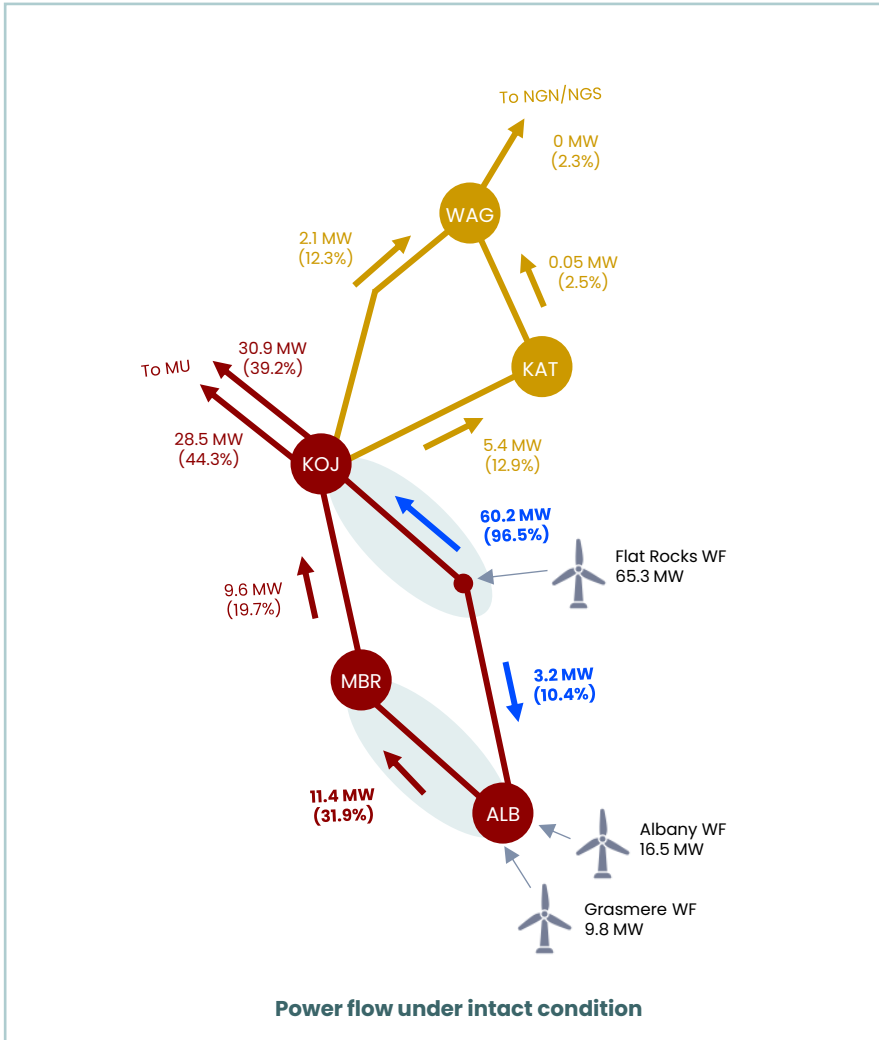 To NGN/NGS
0 MW
(2.3%)
WAG
2.1 MW
(12.3%)
0.05 MW
(2.5%)
30.9 MW
(39.2%)
To MU
KAT
28.5 MW
(44.3%)
KOJ
5.4 MW
(12.9%)
60.2 MW
(96.5%)
Flat Rocks WF
65.3 MW
9.6 MW
(19.7%)
MBR
3.2 MW
(10.4%)
11.4 MW
(31.9%)
ALB
Albany WF
16.5 MW
Grasmere WF
9.8 MW
Power flow under intact condition